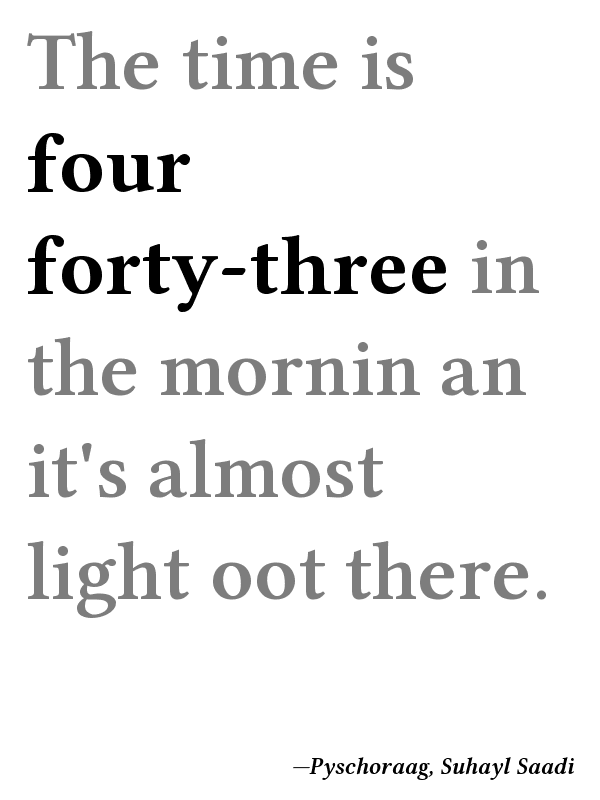 The time is
four
forty-three in
the mornin an
it's almost
light oot there.
—Pyschoraag, Suhayl Saadi